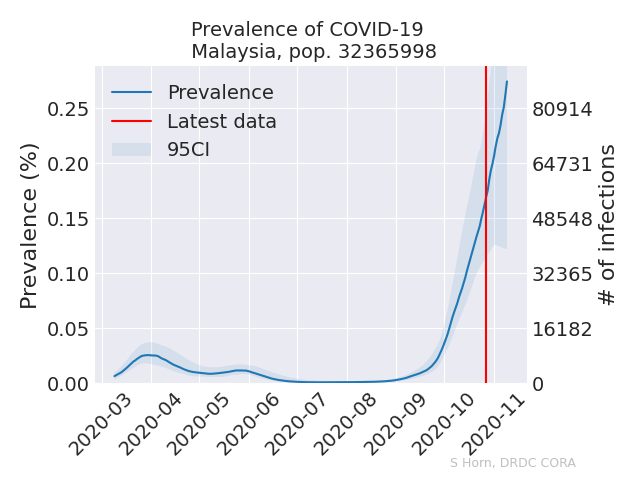 Prevalence of COVID-19
Malaysia, pop. 32365998
Prevalence
Latest data
95CI
Prevalence (%)
0.25
0.20
0.15
0.10
0.05
0.00
80914
64731
48548
32365
16182
0
# of infections
2020-03
2020-04
2020-05
2020-06
2020-07
2020-08
2020-09
2020-10
2020-11
S Horn, DRDC CORA